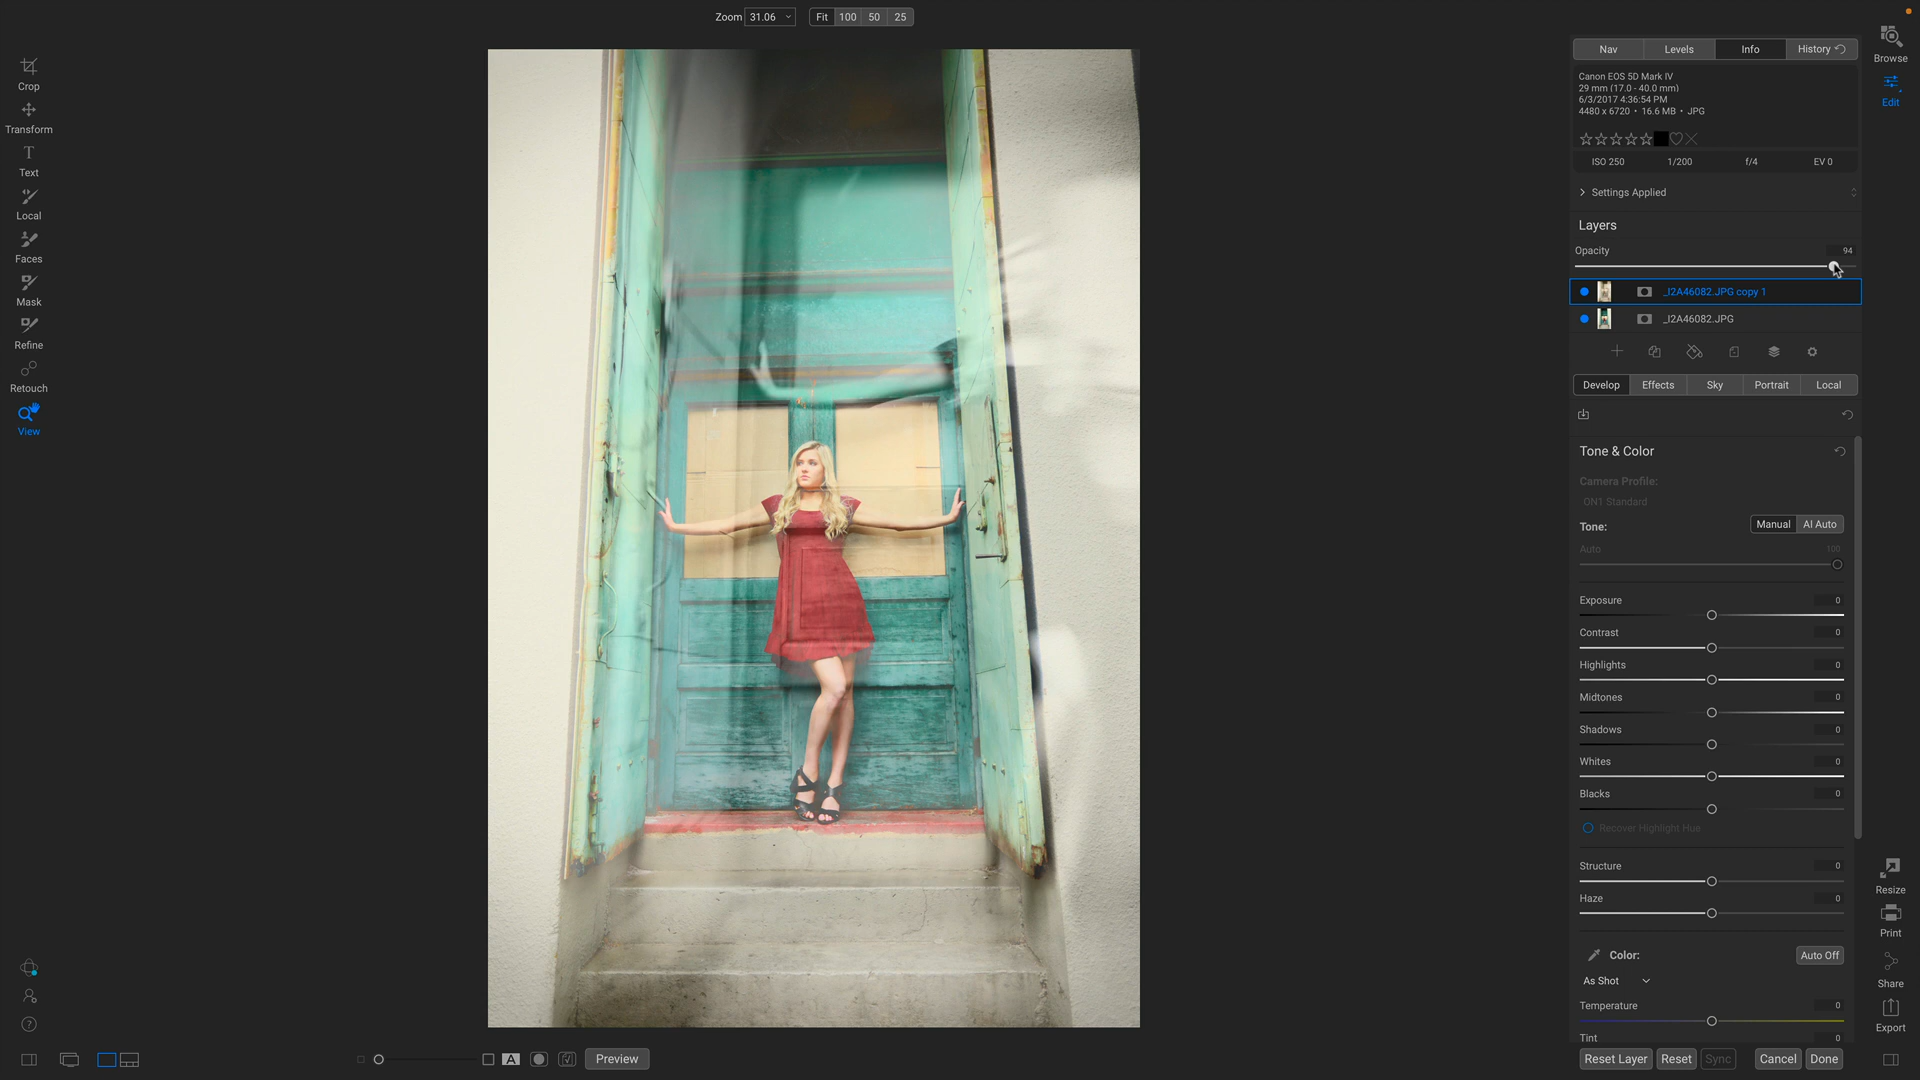 Zoom 31.06 Fit 100 50 25
Crop
Transform
Text
Local
Faces
Mask
Refine
Retouch
View
Nav Levels Info History
Canon EOS 5D Mark IV
29 mm (17.0 - 40.0 mm)
6/3/2017 4:36:54 PM
4480 x 6720 • 16.6 MB • JPG
ISO 250 1/200 f/4 EV 0
Settings Applied
Layers
Opacity 94
_I2A46082.JPG copy 1
_I2A46082.JPG
Develop Effects Sky Portrait Local
Tone & Color
Camera Profile:
ON1 Standard
Tone: Manual AI Auto
Auto 100
Exposure 0
Contrast 0
Highlights 0
Midtones 0
Shadows 0
Whites 0
Blacks 0
Recover Highlight Hue
Structure 0
Haze 0
Color: Auto Off
As Shot
Temperature 0
Tint 0
Reset Layer Reset Sync Cancel Done
Browse
Edit
Resize
Print
Share
Export
A Preview